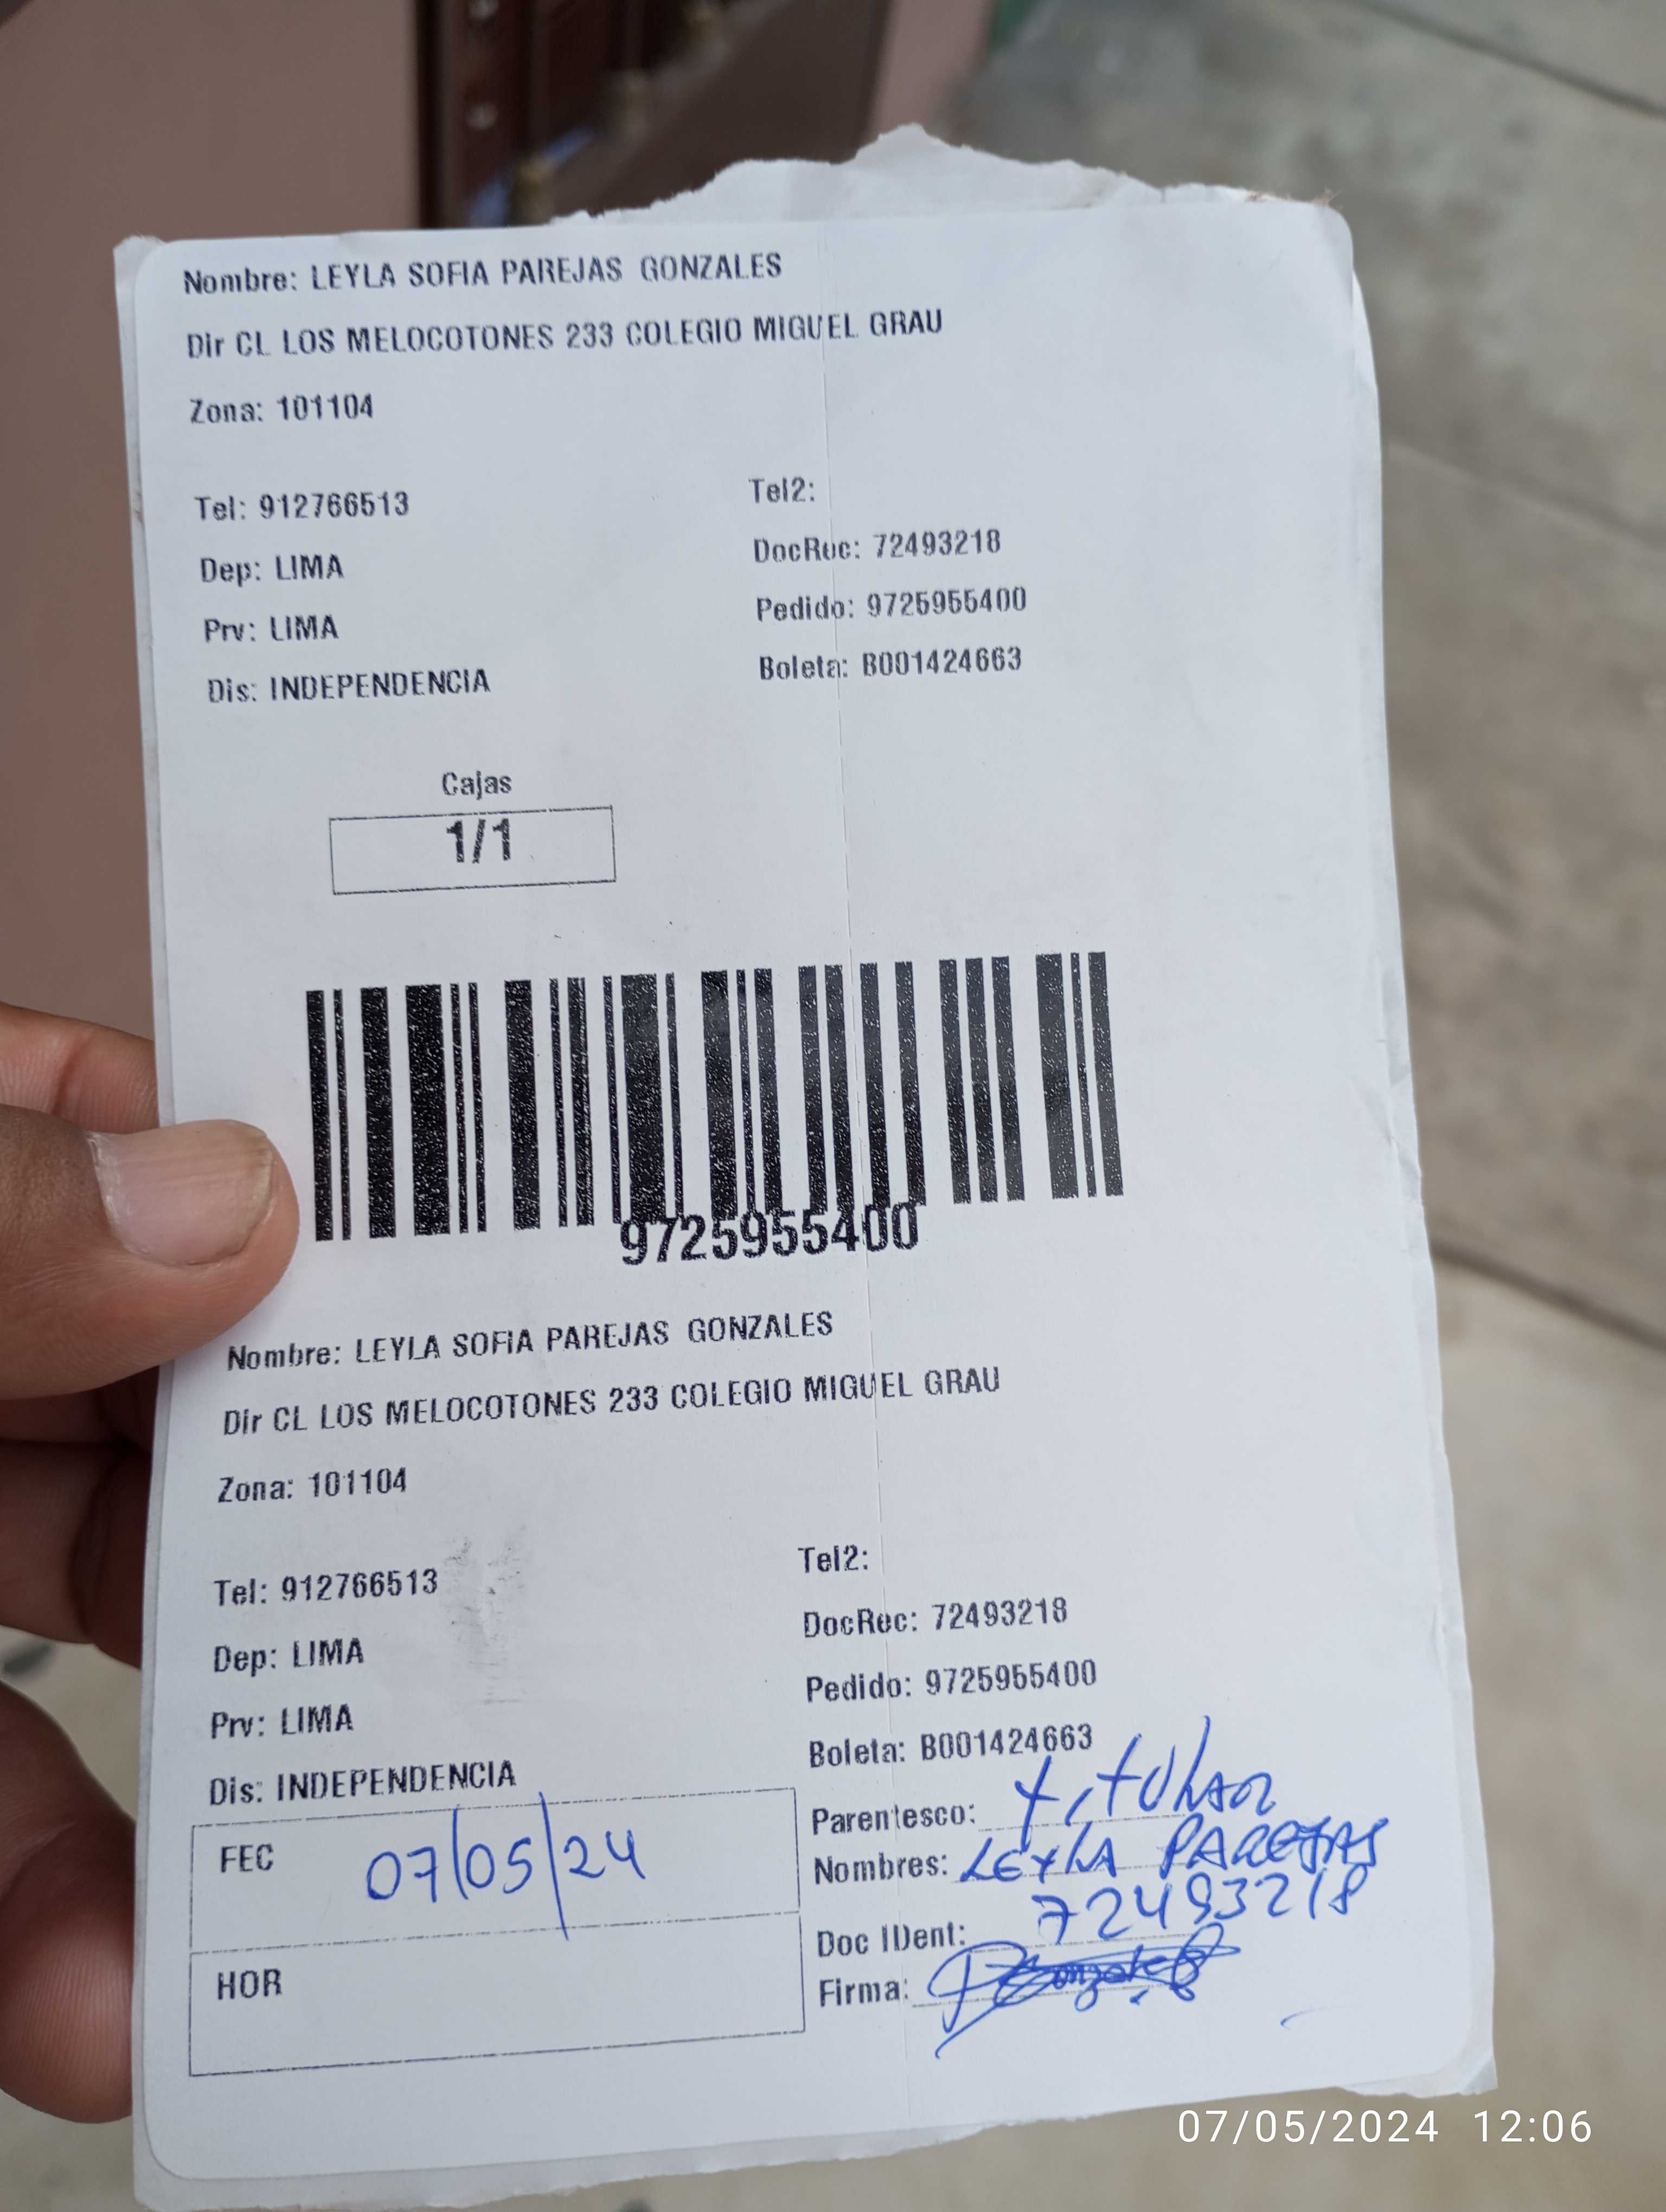 Nombre: LEYLA SOFIA PAREJAS GONZALES
Dir CL LOS MELOCOTONES 233 COLEGIO MIGUEL GRAU
Zona: 101104
Tel: 912766513
Tel2:
Dep: LIMA
DocRec: 72493218
Prv: LIMA
Pedido: 9725955400
Dis: INDEPENDENCIA
Boleta: B001424663
Cajas
1/1
9725955400
Nombre: LEYLA SOFIA PAREJAS GONZALES
Dir CL LOS MELOCOTONES 233 COLEGIO MIGUEL GRAU
Zona: 101104
Tel: 912766513
Tel2:
Dep: LIMA
DocRec: 72493218
Prv: LIMA
Pedido: 9725955400
Dis: INDEPENDENCIA
Boleta: B001424663
FEC 07/05/24
HOR
Parentesco: titular
Nombres: LEYLA PAREJAS
Doc IDent: 72493218
Firma:
07/05/2024 12:06